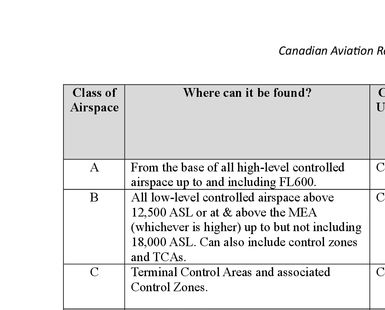 Canadian Aviation R
Class of Airspace
Where can it be found?
C
U
A
From the base of all high-level controlled
airspace up to and including FL600.
C
B
All low-level controlled airspace above
12,500 ASL or at & above the MEA
(whichever is higher) up to but not including
18,000 ASL. Can also include control zones
and TCAs.
C
C
Terminal Control Areas and associated
Control Zones.
C